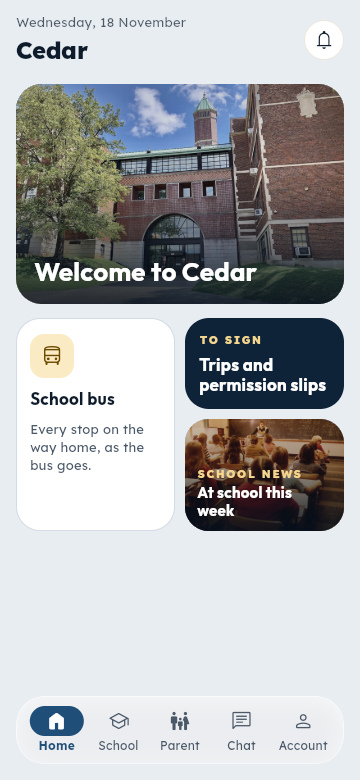 Wednesday, 18 November
Cedar
Welcome to Cedar
School bus
Every stop on the
way home, as the
bus goes.
TO SIGN
Trips and
permission slips
SCHOOL NEWS
At school this
week
Home
School
Parent
Chat
Account